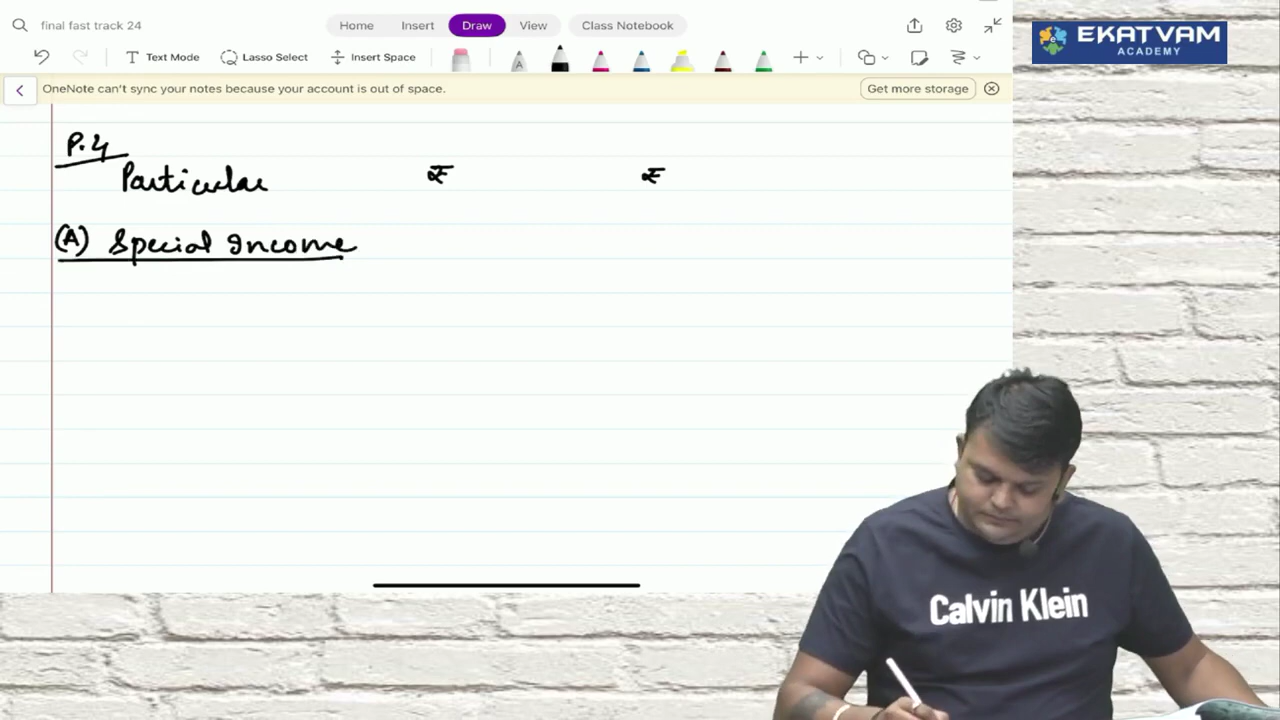 final fast track 24
Home Insert Draw View Class Notebook
Text Mode Lasso Select Insert Space
OneNote can't sync your notes because your account is out of space.
Get more storage
EKATVAM
ACADEMY
P.4
Particular ₹ ₹
(A) Special Income
Calvin Klein